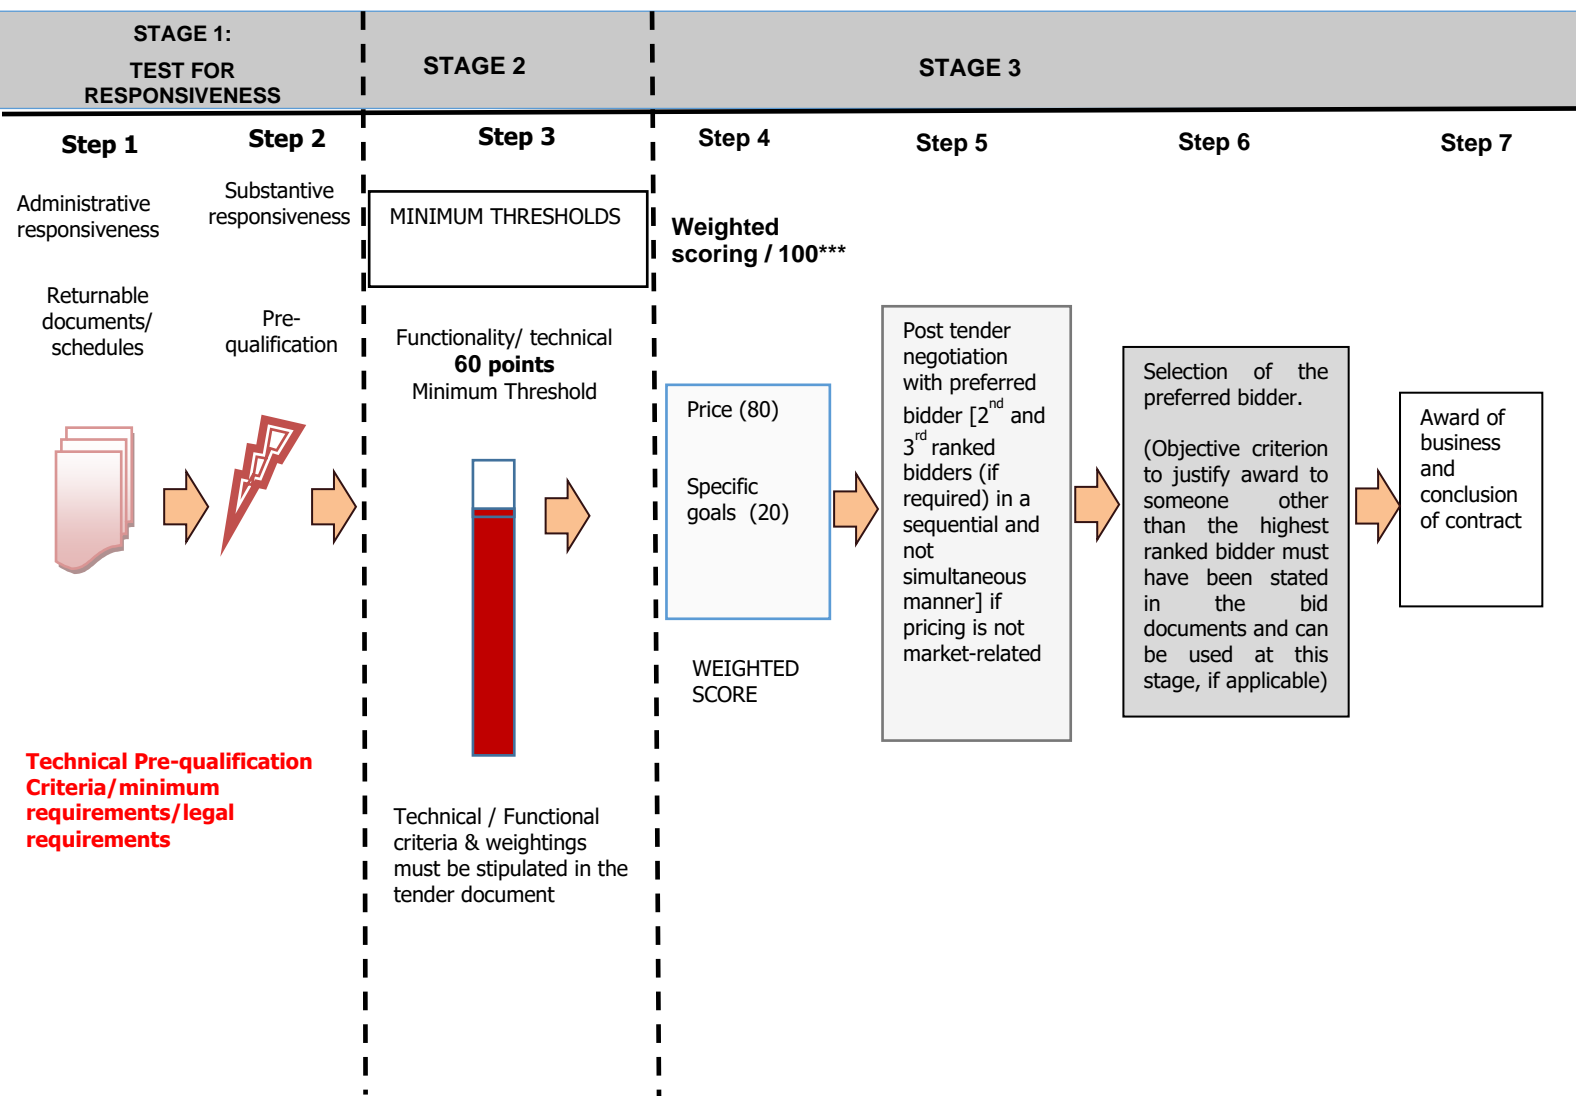 STAGE 1:
TEST FOR
RESPONSIVENESS
STAGE 2
STAGE 3
Step 1
Step 2
Step 3
Step 4
Step 5
Step 6
Step 7
Administrative
responsiveness
Returnable
documents/
schedules
Substantive
responsiveness
Pre-
qualification
Technical Pre-qualification
Criteria/minimum
requirements/legal
requirements
MINIMUM THRESHOLDS
Functionality/ technical
60 points
Minimum Threshold
Technical / Functional
criteria & weightings
must be stipulated in the
tender document
Weighted
scoring / 100***
Price (80)
Specific
goals (20)
WEIGHTED
SCORE
Post tender
negotiation
with preferred
bidder [2nd and
3rd ranked
bidders (if
required) in a
sequential and
not
simultaneous
manner] if
pricing is not
market-related
Selection of the
preferred bidder.
(Objective criterion
to justify award to
someone other
than the highest
ranked bidder must
have been stated
in the bid
documents and can
be used at this
stage, if applicable)
Award of
business
and
conclusion
of contract